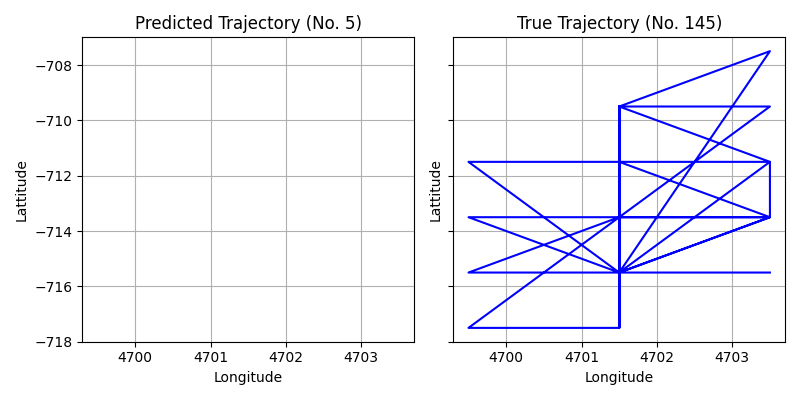 Predicted Trajectory (No. 5)
True Trajectory (No. 145)
−708
−710
−712
−714
−716
−718
Lattitude
Lattitude
4700 4701 4702 4703
4700 4701 4702 4703
Longitude
Longitude